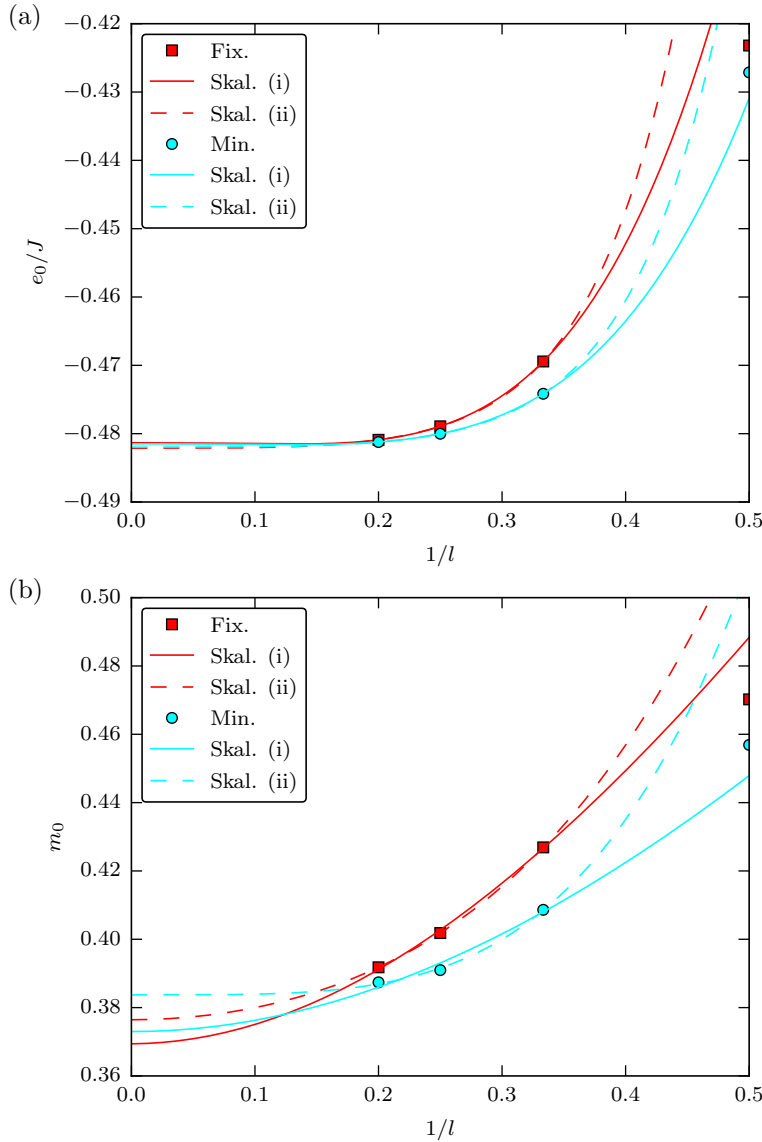 (a)
−0.42
−0.43
−0.44
−0.45
−0.46
−0.47
−0.48
−0.49
e₀/J
Fix.
Skal. (i)
Skal. (ii)
Min.
Skal. (i)
Skal. (ii)
0.0 0.1 0.2 0.3 0.4 0.5
1/l
(b)
0.50
0.48
0.46
0.44
0.42
0.40
0.38
0.36
m₀
Fix.
Skal. (i)
Skal. (ii)
Min.
Skal. (i)
Skal. (ii)
0.0 0.1 0.2 0.3 0.4 0.5
1/l